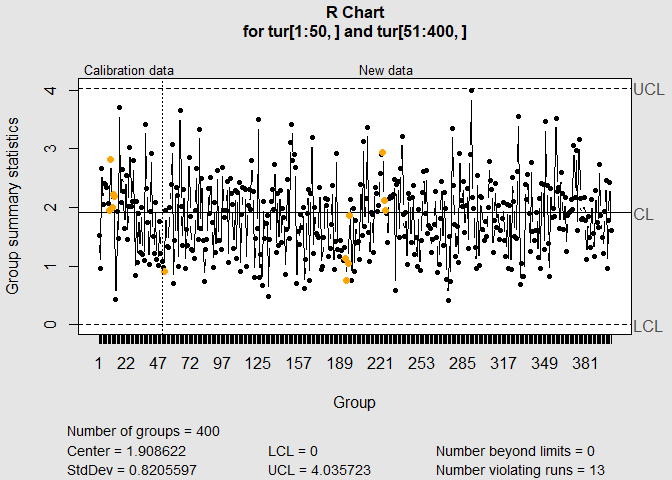 R Chart
for tur[1:50, ] and tur[51:400, ]
Calibration data New data
Group summary statistics
4
3
2
1
0
UCL
CL
LCL
1 22 47 72 97 125 157 189 221 253 285 317 349 381
Group
Number of groups = 400
Center = 1.908622 LCL = 0 Number beyond limits = 0
StdDev = 0.8205597 UCL = 4.035723 Number violating runs = 13